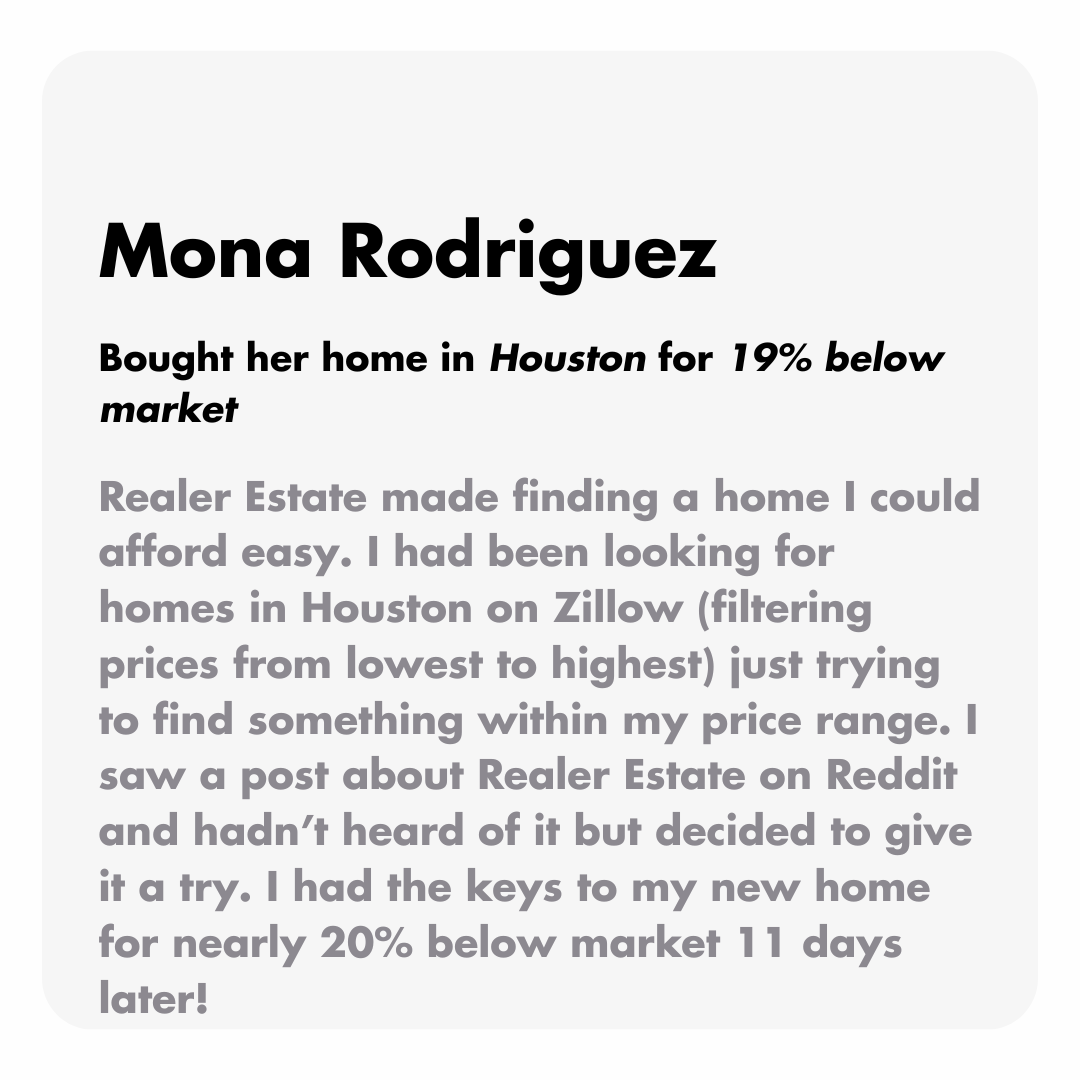 Mona Rodriguez
Bought her home in Houston for 19% below
market
Realer Estate made finding a home I could
afford easy. I had been looking for
homes in Houston on Zillow (filtering
prices from lowest to highest) just trying
to find something within my price range. I
saw a post about Realer Estate on Reddit
and hadn’t heard of it but decided to give
it a try. I had the keys to my new home
for nearly 20% below market 11 days
later!